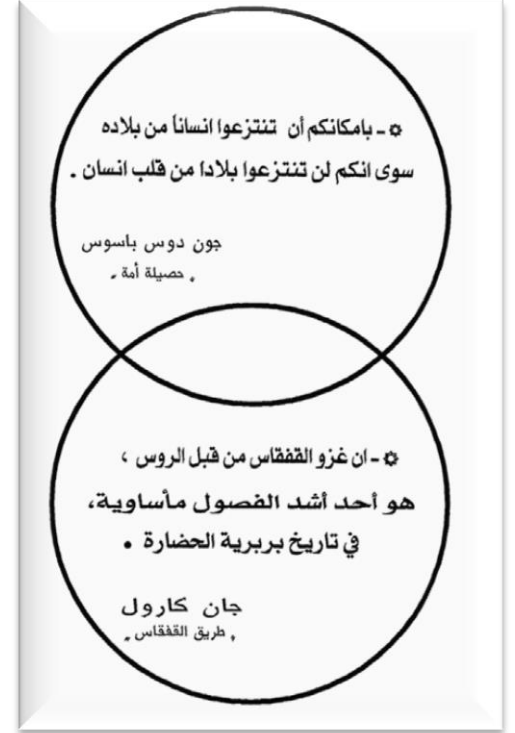 ۞ - بامكانكم أن تنتزعوا انساناً من بلاده
سوى انكم لن تنتزعوا بلادا من قلب انسان .
جون دوس باسوس
« حصيلة أمة »
۞ - ان غزو القفقاس من قبل الروس ،
هو أحد أشد الفصول مأساوية،
في تاريخ بربرية الحضارة .
جان كارول
« طريق القفقاس »